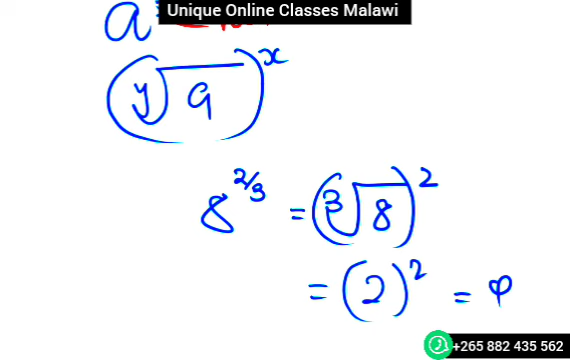 Unique Online Classes Malawi
a
(ʸ√a)ˣ
8^(2/3) = (³√8)²
= (2)² = 4
+265 882 435 562